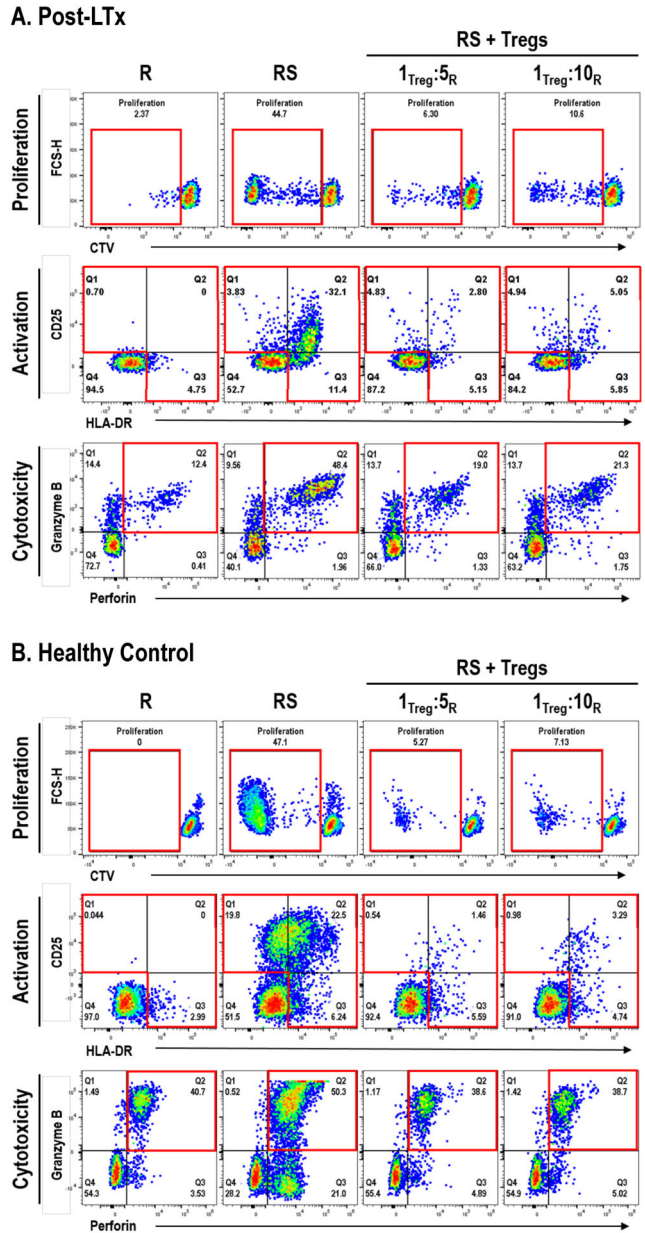 A. Post-LTx
RS + Tregs
R RS 1Treg:5R 1Treg:10R
Proliferation
FCS-H
Proliferation
2.37
Proliferation
44.7
Proliferation
6.30
Proliferation
10.6
CTV
Activation
CD25
Q1 0.70
Q2 0
Q3 4.75
Q4 94.5
Q1 3.83
Q2 32.1
Q3 11.4
Q4 52.7
Q1 4.83
Q2 2.80
Q3 5.15
Q4 87.2
Q1 4.94
Q2 5.05
Q3 5.85
Q4 84.2
HLA-DR
Cytotoxicity
Granzyme B
Q1 14.4
Q2 12.4
Q3 0.41
Q4 72.7
Q1 9.56
Q2 48.4
Q3 1.96
Q4 40.1
Q1 13.7
Q2 19.0
Q3 1.33
Q4 66.0
Q1 13.7
Q2 21.3
Q3 1.75
Q4 63.2
Perforin
B. Healthy Control
RS + Tregs
R RS 1Treg:5R 1Treg:10R
Proliferation
FCS-H
Proliferation
0
Proliferation
47.1
Proliferation
5.27
Proliferation
7.13
250K
200K
150K
100K
50K
0
CTV
Activation
CD25
Q1 0.044
Q2 0
Q3 2.99
Q4 97.0
Q1 19.8
Q2 22.5
Q3 6.24
Q4 51.5
Q1 0.54
Q2 1.46
Q3 5.59
Q4 92.4
Q1 0.98
Q2 3.29
Q3 4.74
Q4 91.0
HLA-DR
Cytotoxicity
Granzyme B
Q1 1.49
Q2 40.7
Q3 3.53
Q4 54.3
Q1 0.52
Q2 50.3
Q3 21.0
Q4 28.2
Q1 1.17
Q2 38.6
Q3 4.89
Q4 55.4
Q1 1.42
Q2 38.7
Q3 5.02
Q4 54.9
Perforin